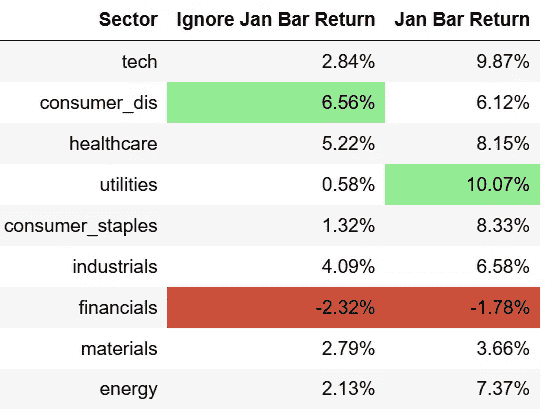 Sector Ignore Jan Bar Return Jan Bar Return
tech 2.84% 9.87%
consumer_dis 6.56% 6.12%
healthcare 5.22% 8.15%
utilities 0.58% 10.07%
consumer_staples 1.32% 8.33%
industrials 4.09% 6.58%
financials -2.32% -1.78%
materials 2.79% 3.66%
energy 2.13% 7.37%